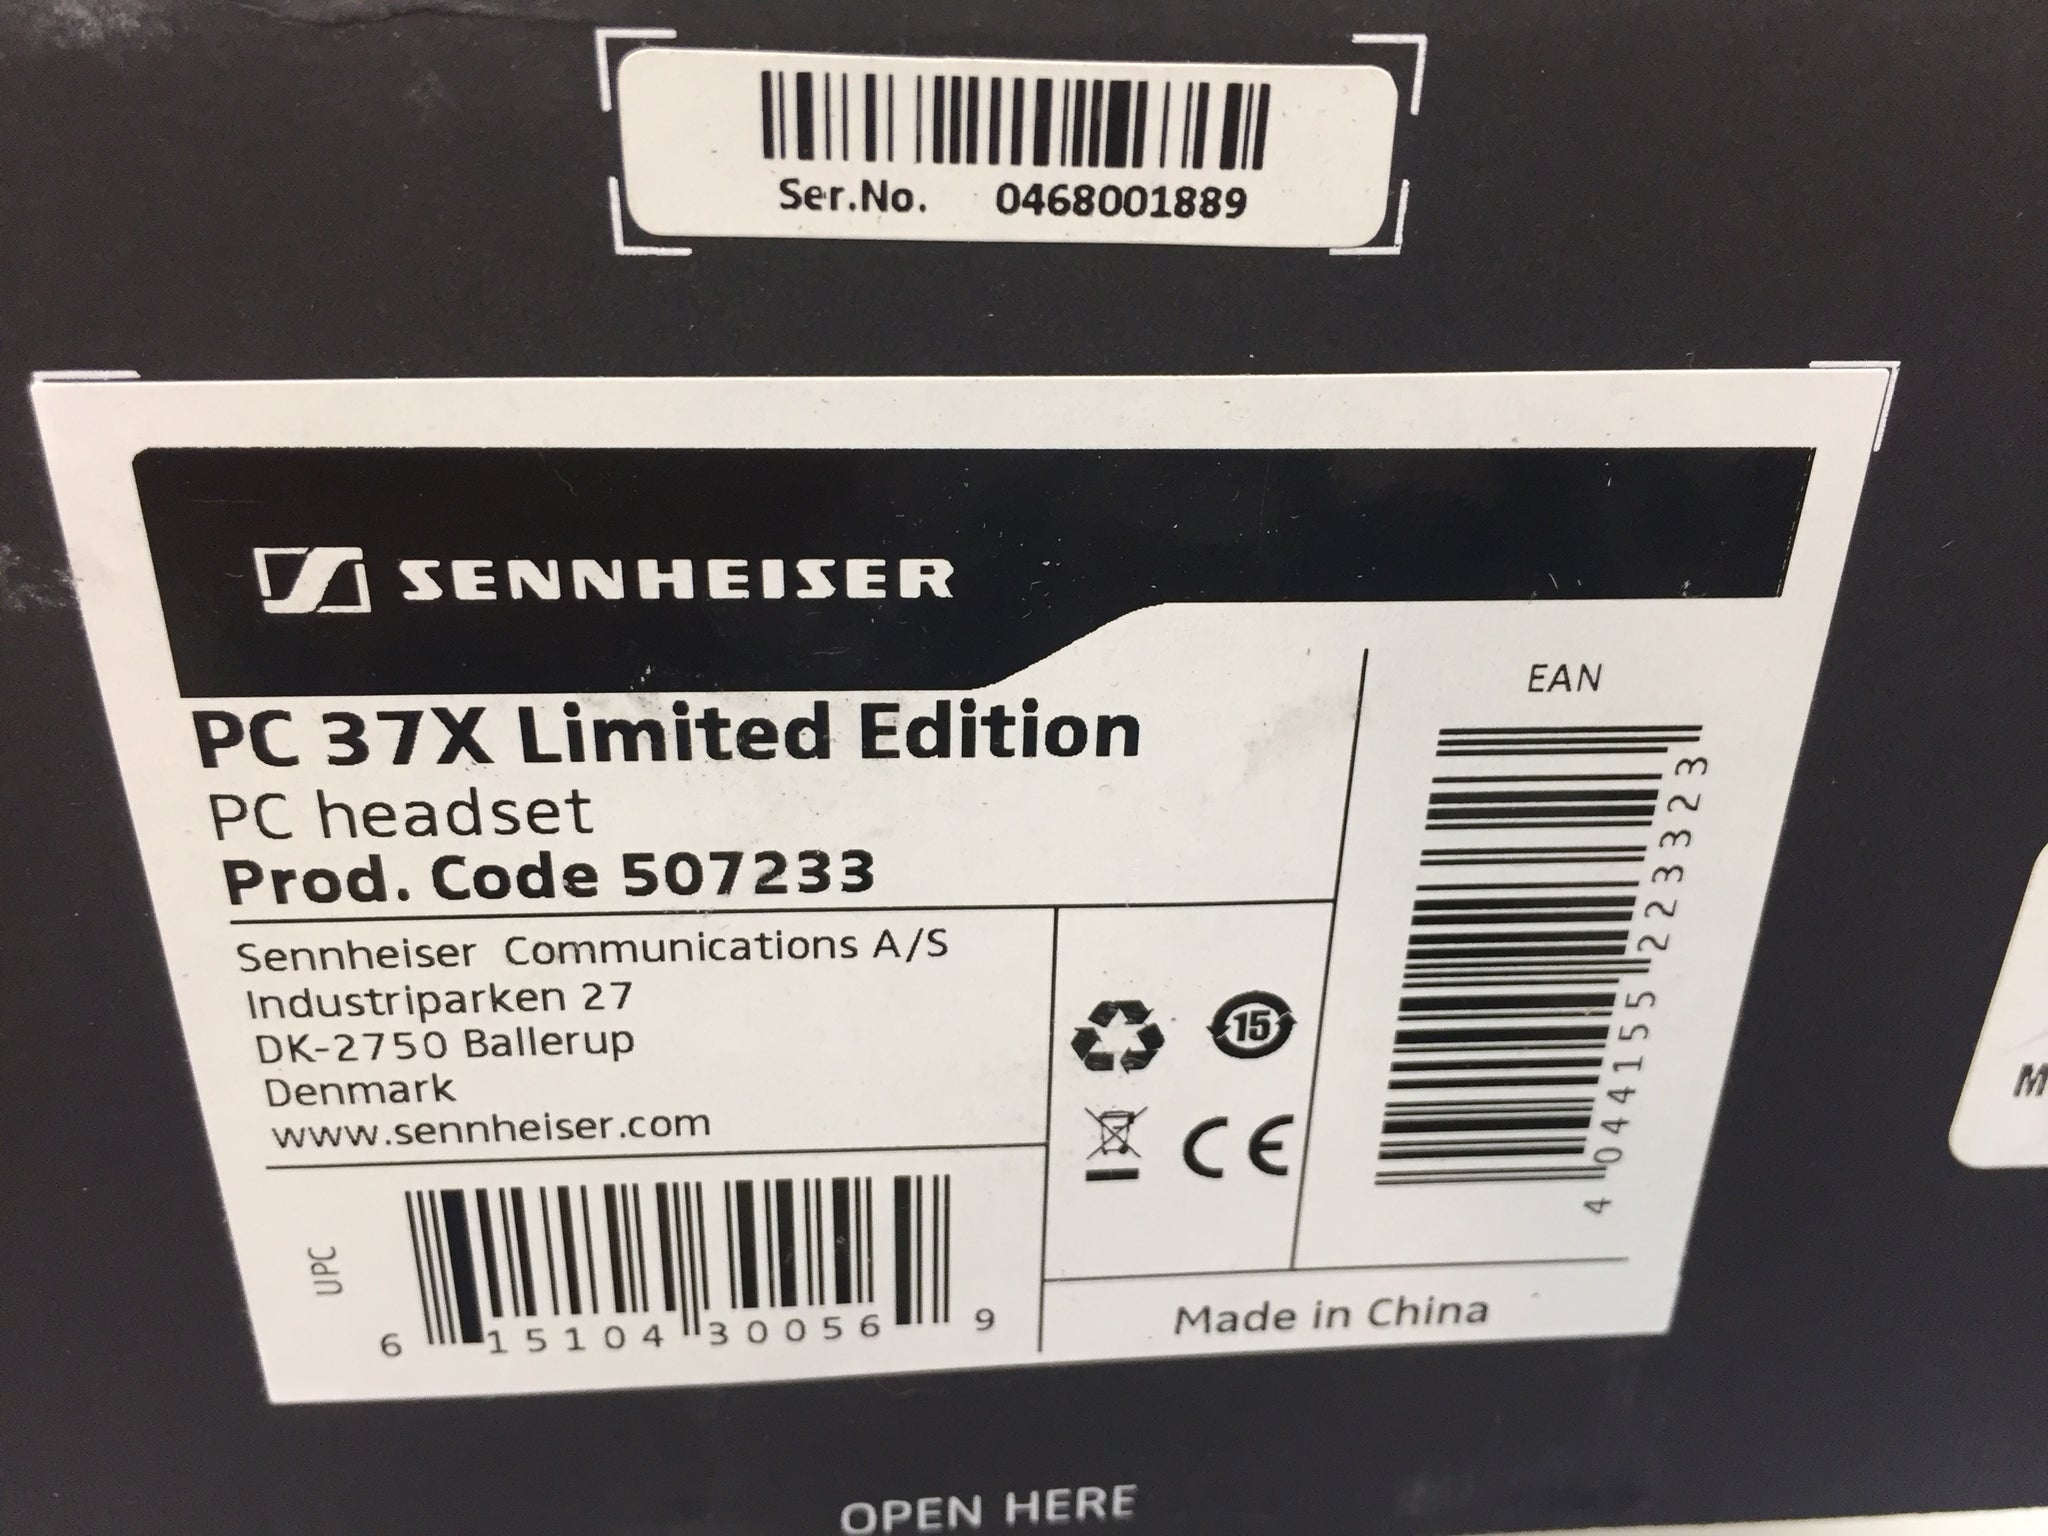 Ser.No. 0468001889
SENNHEISER
PC 37X Limited Edition
PC headset
Prod. Code 507233
Sennheiser Communications A/S
Industriparken 27
DK-2750 Ballerup
Denmark
www.sennheiser.com
UPC
6 15104 30056 9
15
CE
EAN
4 044155 223323
Made in China
OPEN HERE